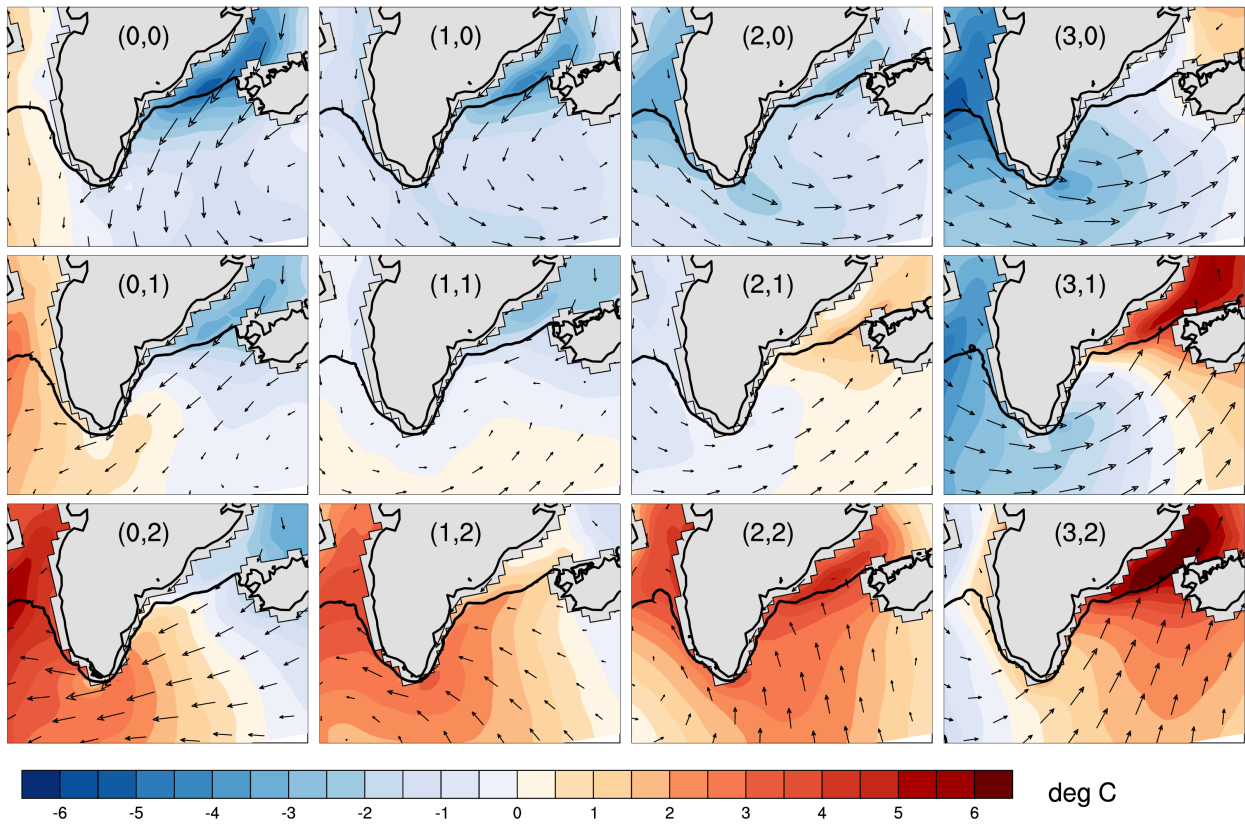 (0,0) (1,0) (2,0) (3,0)
(0,1) (1,1) (2,1) (3,1)
(0,2) (1,2) (2,2) (3,2)
-6 -5 -4 -3 -2 -1 0 1 2 3 4 5 6 deg C